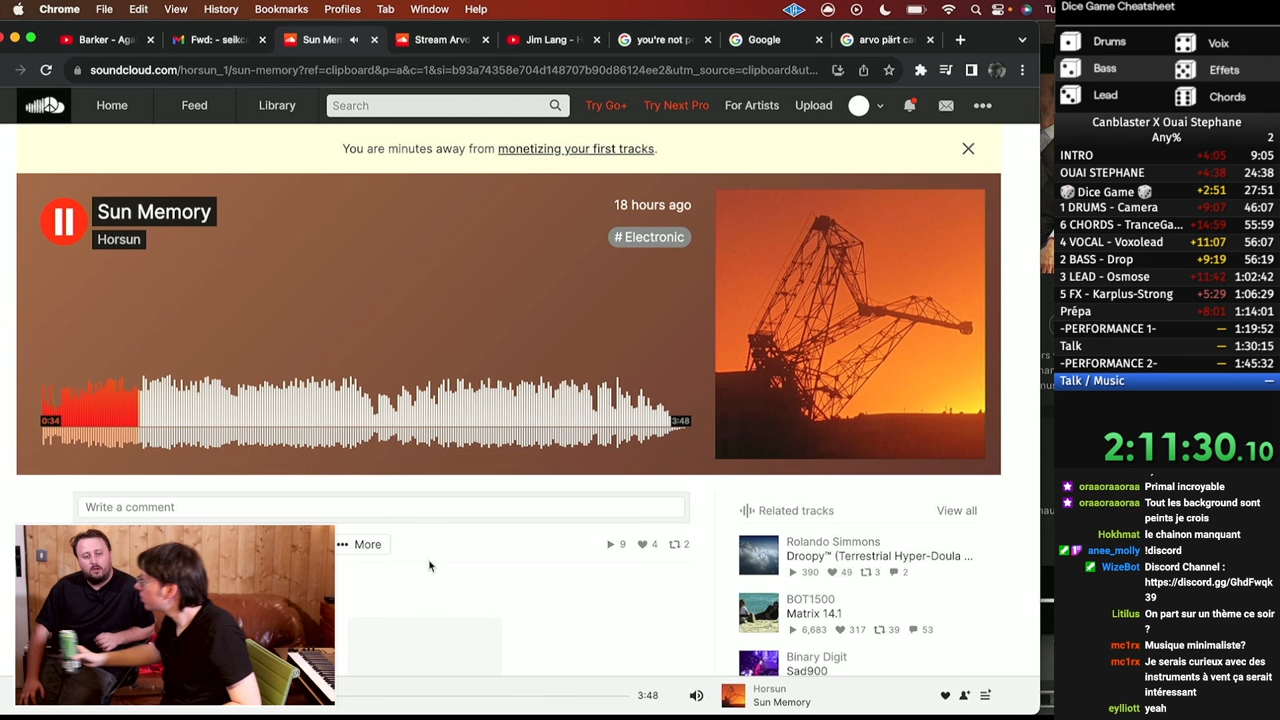 Chrome File Edit View History Bookmarks Profiles Tab Window Help Tu
Barker - Aga
Fwd: - seikc
Sun Mem
Stream Arvo
Jim Lang - H
you're not pe
Google
arvo pärt ca
soundcloud.com/horsun_1/sun-memory?ref=clipboard&p=a&c=1&si=b93a74358e704d148707b90d86124ee2&utm_source=clipboard&ut...
Home Feed Library Search Try Go+ Try Next Pro For Artists Upload
You are minutes away from monetizing your first tracks.
Sun Memory
Horsun
18 hours ago
# Electronic
0:34
3:48
Write a comment
More
9 4 2
Related tracks View all
Rolando Simmons
Droopy™ (Terrestrial Hyper-Doula ...
390 49 3 2
BOT1500
Matrix 14.1
6,683 317 39 53
Binary Digit
Sad900
3:48
Horsun
Sun Memory
Dice Game Cheatsheet
Drums Voix
Bass Effets
Lead Chords
Canblaster X Ouai Stephane
Any% 2
INTRO +4:05 9:05
OUAI STEPHANE +4:38 24:38
🎲 Dice Game 🎲 +2:51 27:51
1 DRUMS - Camera +9:07 46:07
6 CHORDS - TranceGa... +14:59 55:59
4 VOCAL - Voxolead +11:07 56:07
2 BASS - Drop +9:19 56:19
3 LEAD - Osmose +11:42 1:02:42
5 FX - Karplus-Strong +5:29 1:06:29
Prépa +8:01 1:14:01
-PERFORMANCE 1- — 1:19:52
Talk — 1:30:15
-PERFORMANCE 2- — 1:45:32
Talk / Music —
2:11:30.10
oraaoraaoraa Primal incroyable
oraaoraaoraa Tout les background sont
peints je crois
Hokhmat le chainon manquant
anee_molly !discord
WizeBot Discord Channel :
https://discord.gg/GhdFwqk
39
Litilus On part sur un thème ce soir
?
mc1rx Musique minimaliste?
mc1rx Je serais curieux avec des
instruments à vent ça serait
intéressant
eylliott yeah